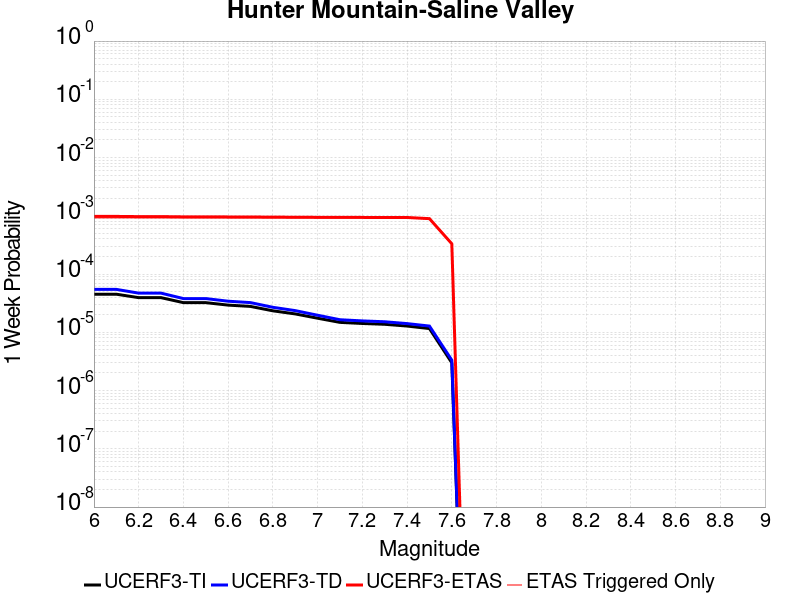 Hunter Mountain-Saline Valley
10^0
10^-1
10^-2
10^-3
10^-4
10^-5
10^-6
10^-7
10^-8
1 Week Probability
6 6.2 6.4 6.6 6.8 7 7.2 7.4 7.6 7.8 8 8.2 8.4 8.6 8.8 9
Magnitude
UCERF3-TI UCERF3-TD UCERF3-ETAS ETAS Triggered Only